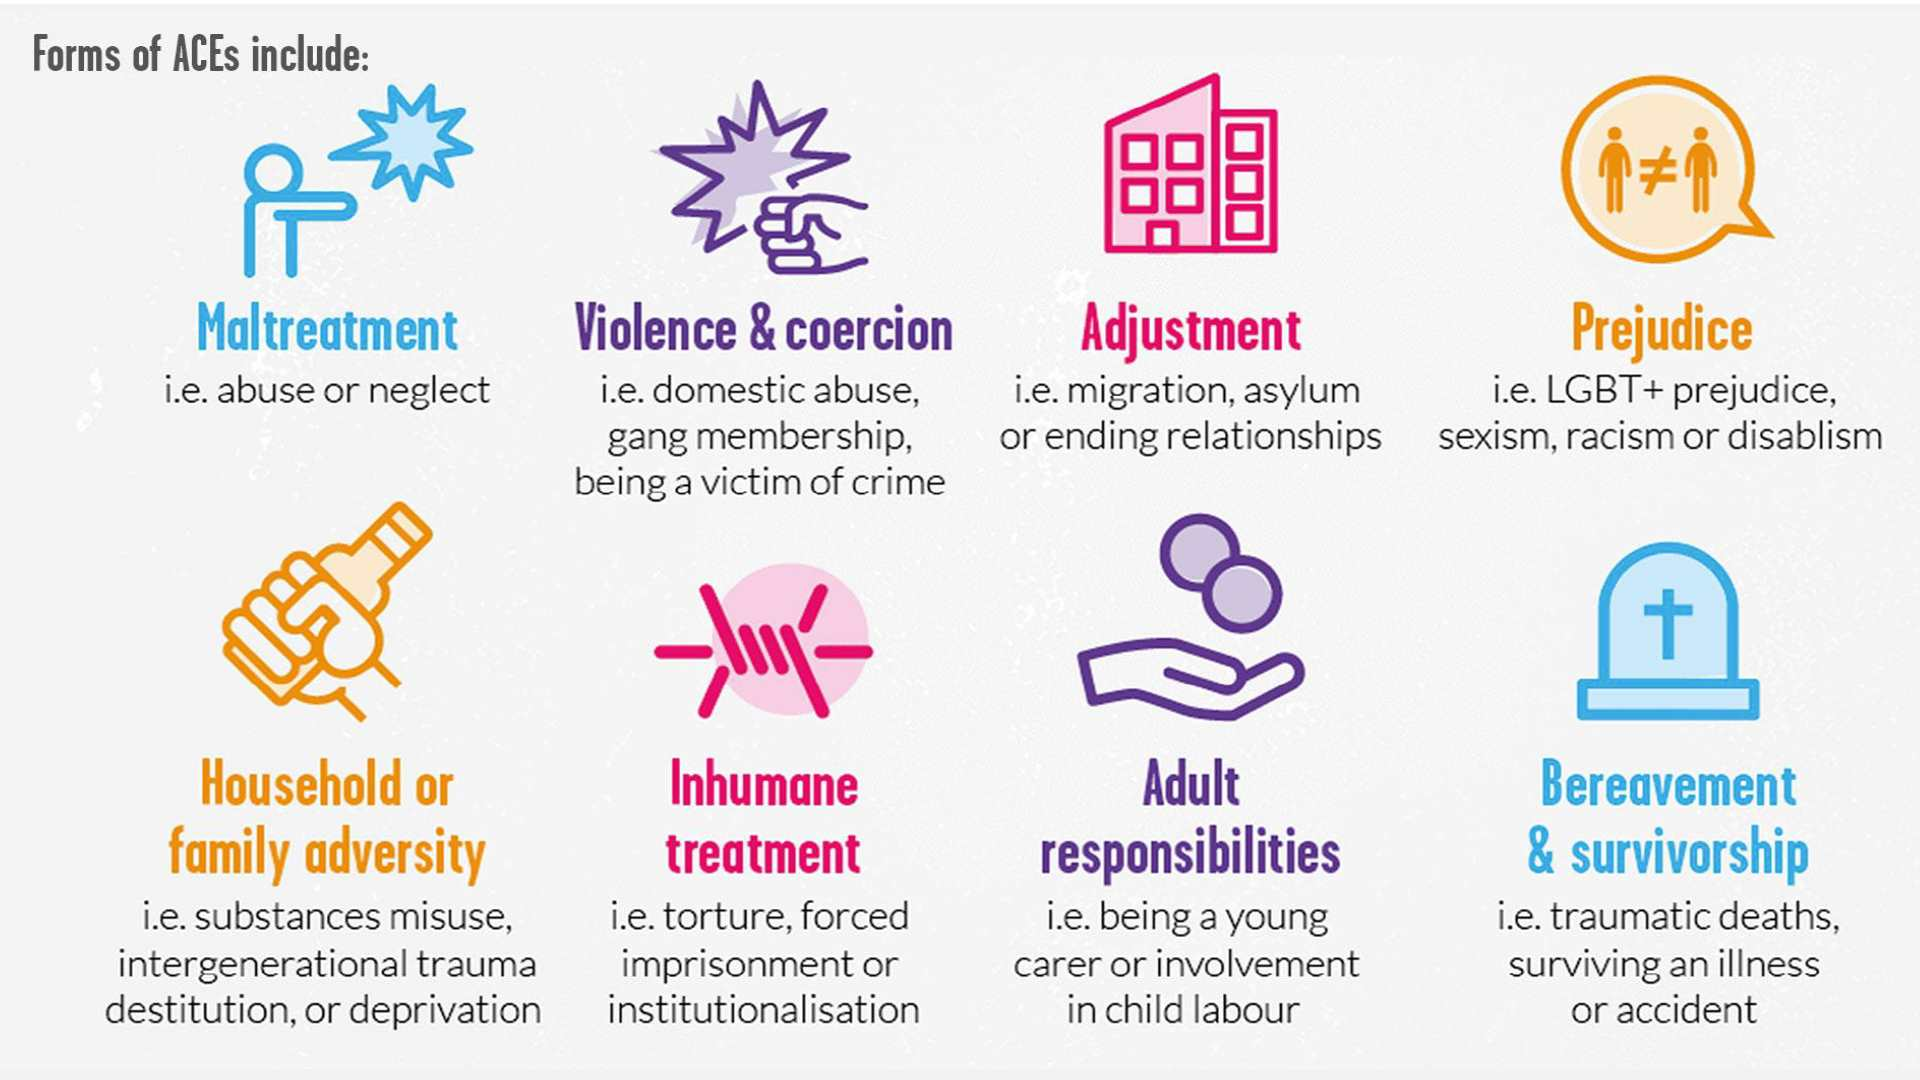 Forms of ACEs include:
Maltreatment
i.e. abuse or neglect
Violence & coercion
i.e. domestic abuse,
gang membership,
being a victim of crime
Adjustment
i.e. migration, asylum
or ending relationships
Prejudice
i.e. LGBT+ prejudice,
sexism, racism or disablism
Household or
family adversity
i.e. substances misuse,
intergenerational trauma
destitution, or deprivation
Inhumane
treatment
i.e. torture, forced
imprisonment or
institutionalisation
Adult
responsibilities
i.e. being a young
carer or involvement
in child labour
Bereavement
& survivorship
i.e. traumatic deaths,
surviving an illness
or accident